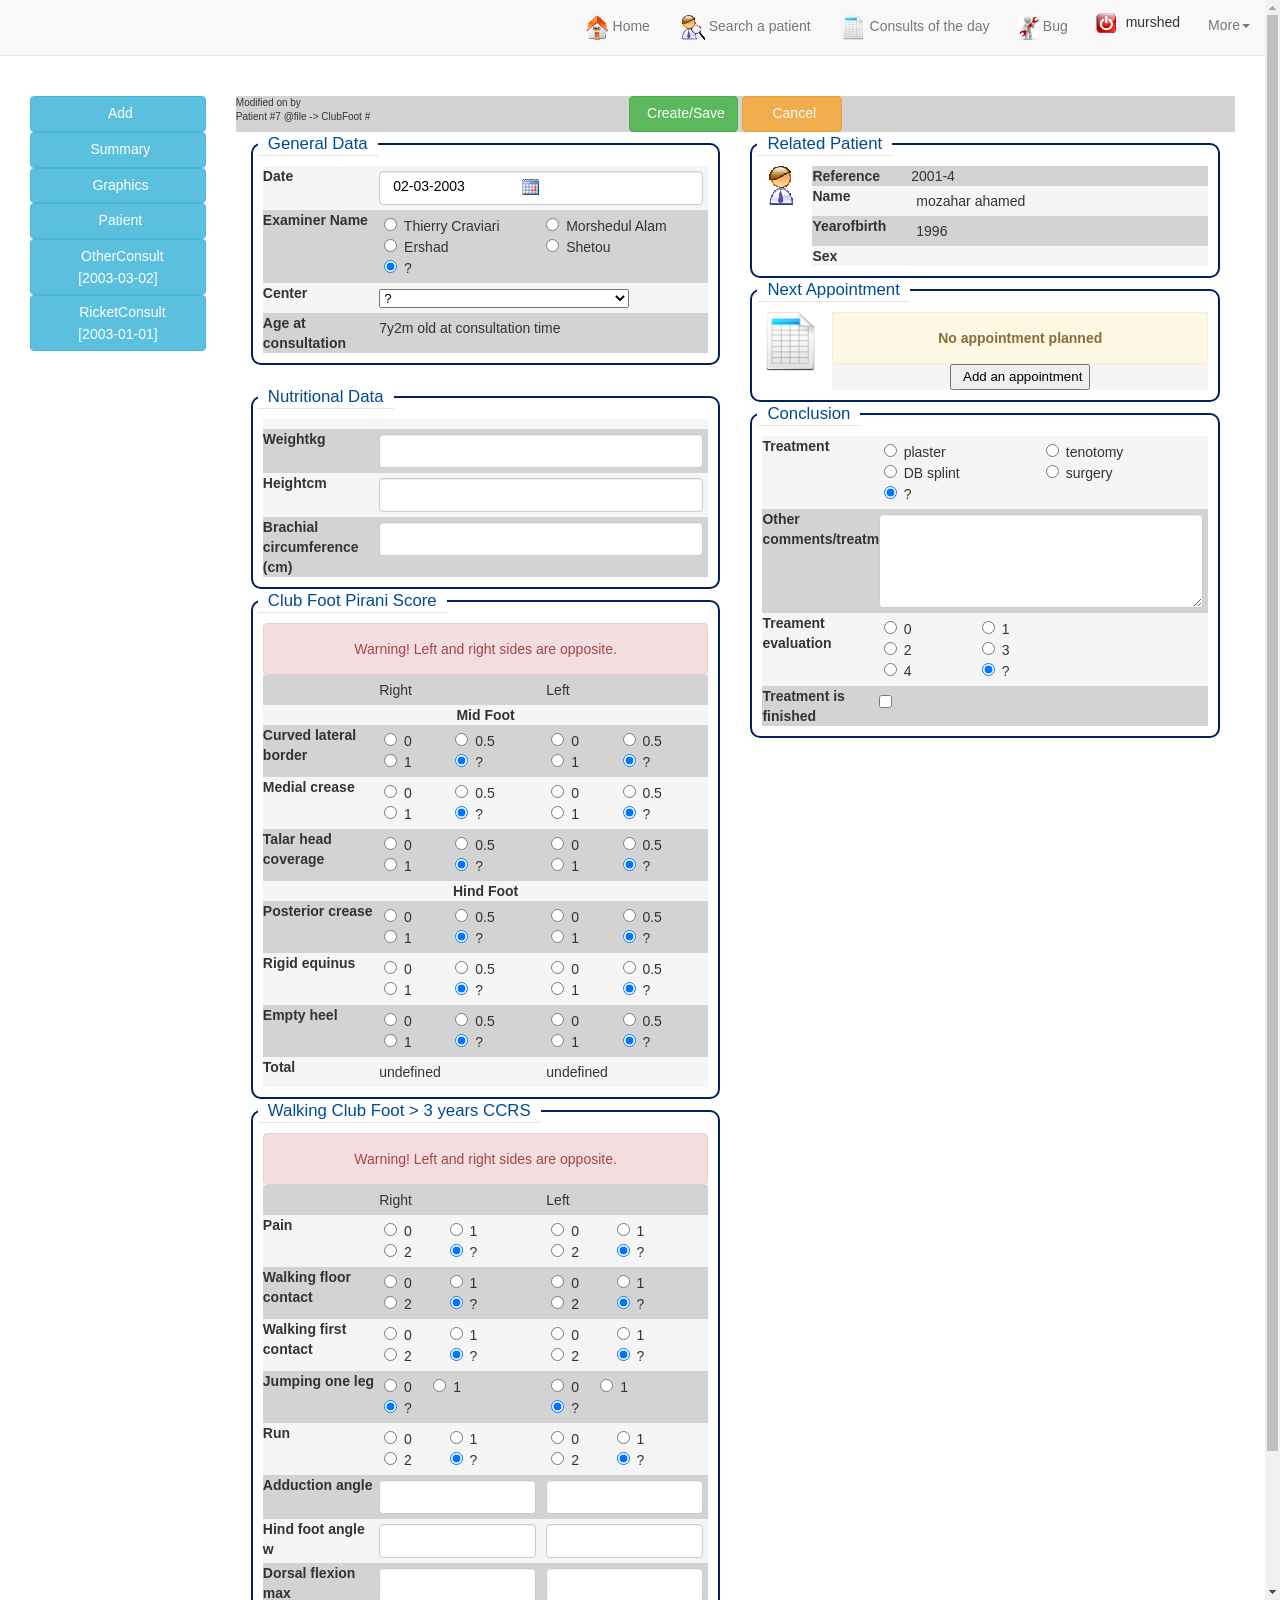 Home Search a patient Consults of the day Bug murshed More
Add
Summary
Graphics
Patient
OtherConsult
[2003-03-02]
RicketConsult
[2003-01-01]
Modified on by
Patient #7 @file -> ClubFoot #
Create/Save Cancel
General Data
Date 02-03-2003
Examiner Name Thierry Craviari Morshedul Alam
Ershad Shetou
?
Center ?
Age at
consultation
7y2m old at consultation time
Nutritional Data
Weightkg
Heightcm
Brachial
circumference
(cm)
Club Foot Pirani Score
Warning! Left and right sides are opposite.
Right Left
Mid Foot
Curved lateral
border
0 0.5 0 0.5
1 ? 1 ?
Medial crease
0 0.5 0 0.5
1 ? 1 ?
Talar head
coverage
0 0.5 0 0.5
1 ? 1 ?
Hind Foot
Posterior crease
0 0.5 0 0.5
1 ? 1 ?
Rigid equinus
0 0.5 0 0.5
1 ? 1 ?
Empty heel
0 0.5 0 0.5
1 ? 1 ?
Total undefined undefined
Walking Club Foot > 3 years CCRS
Warning! Left and right sides are opposite.
Right Left
Pain
0 1 0 1
2 ? 2 ?
Walking floor
contact
0 1 0 1
2 ? 2 ?
Walking first
contact
0 1 0 1
2 ? 2 ?
Jumping one leg
0 1 0 1
? ?
Run
0 1 0 1
2 ? 2 ?
Adduction angle
Hind foot angle
w
Dorsal flexion
max
Related Patient
Reference 2001-4
Name mozahar ahamed
Yearofbirth 1996
Sex
Next Appointment
No appointment planned
Add an appointment
Conclusion
Treatment plaster tenotomy
DB splint surgery
?
Other
comments/treatm
Treament
evaluation
0 1
2 3
4 ?
Treatment is
finished